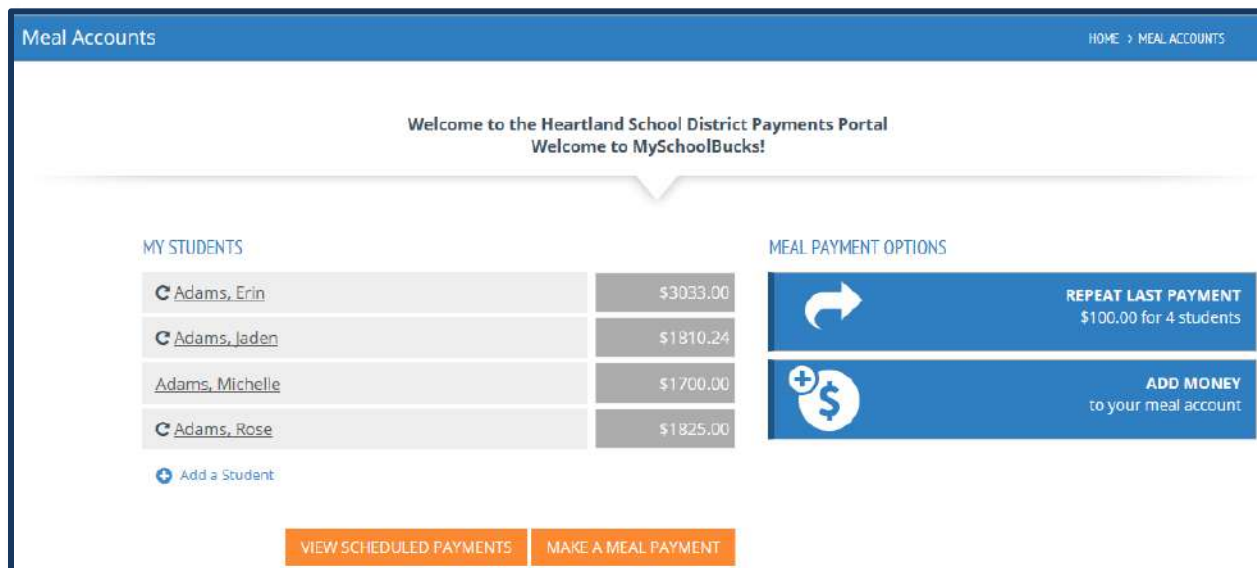 Meal Accounts
HOME > MEAL ACCOUNTS
Welcome to the Heartland School District Payments Portal
Welcome to MySchoolBucks!
MY STUDENTS
Adams, Erin $3033.00
Adams, Jaden $1810.24
Adams, Michelle $1700.00
Adams, Rose $1825.00
Add a Student
VIEW SCHEDULED PAYMENTS
MAKE A MEAL PAYMENT
MEAL PAYMENT OPTIONS
REPEAT LAST PAYMENT
$100.00 for 4 students
ADD MONEY
to your meal account